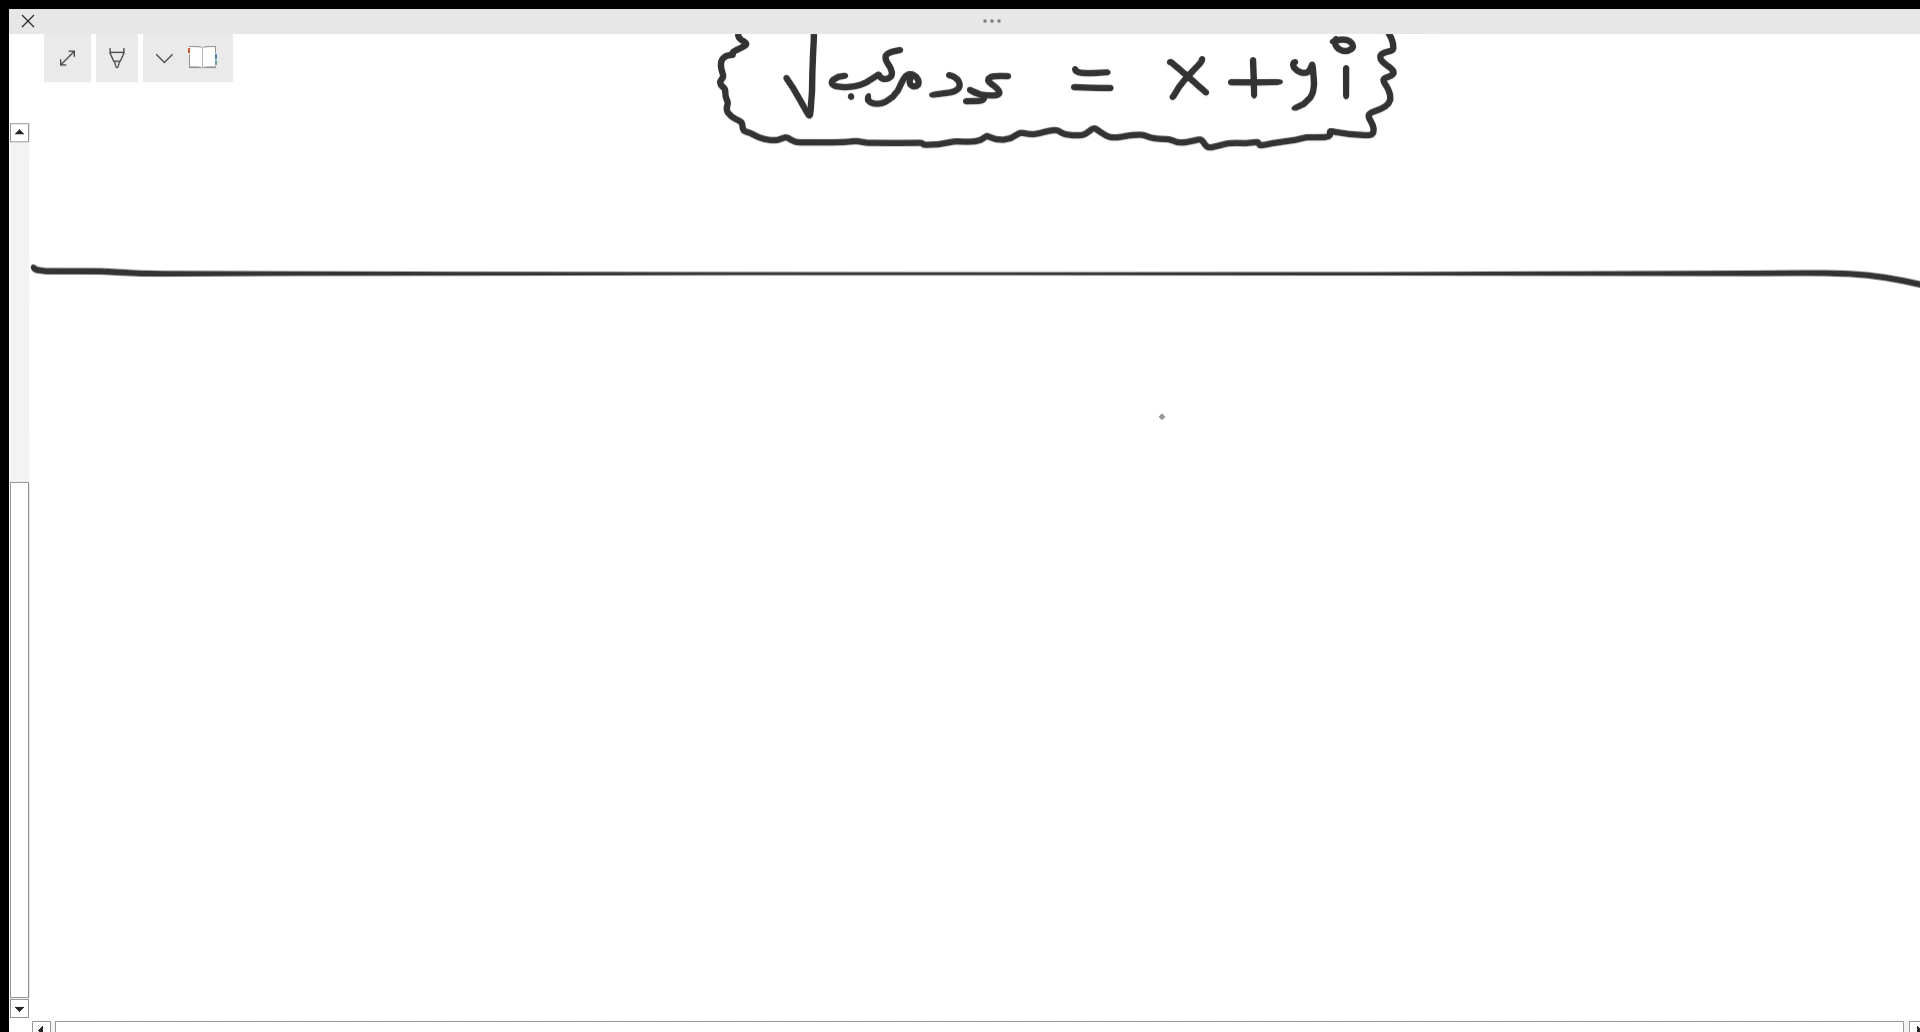 { √عدد مركب = x + yi }